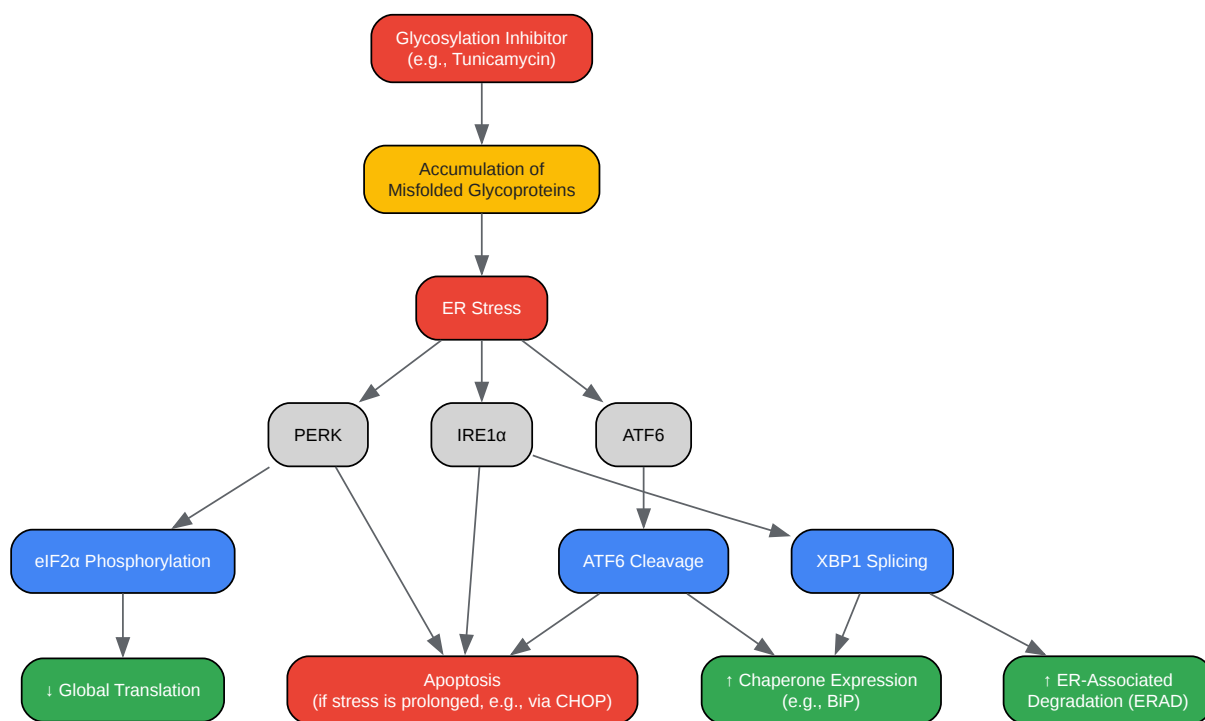 Glycosylation Inhibitor
(e.g., Tunicamycin)
Accumulation of
Misfolded Glycoproteins
ER Stress
PERK
IRE1α
ATF6
eIF2α Phosphorylation
ATF6 Cleavage
XBP1 Splicing
↓ Global Translation
Apoptosis
(if stress is prolonged, e.g., via CHOP)
↑ Chaperone Expression
(e.g., BiP)
↑ ER-Associated
Degradation (ERAD)